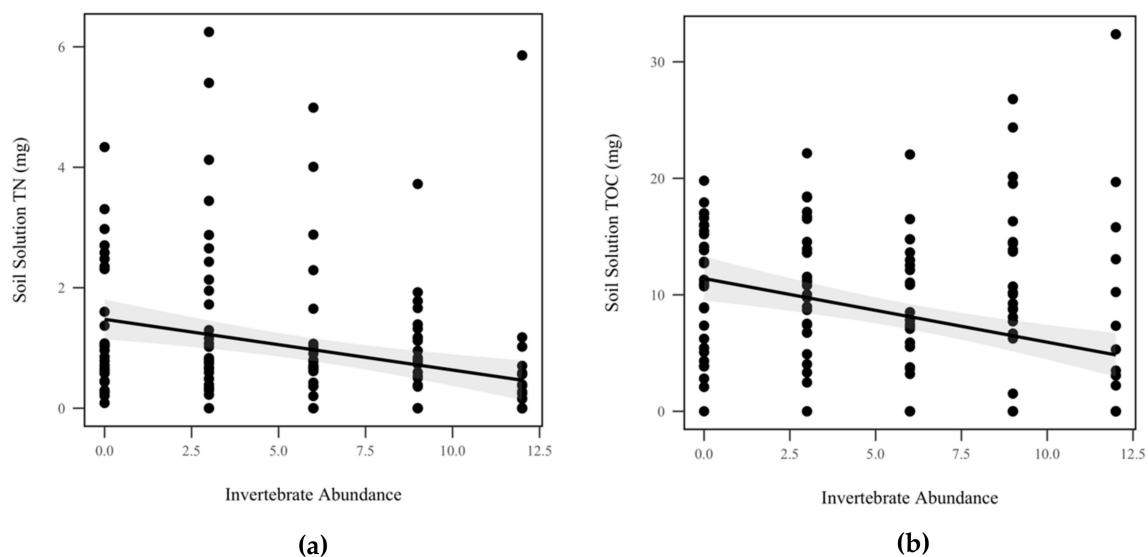 6
4
2
0
Soil Solution TN (mg)
0.0 2.5 5.0 7.5 10.0 12.5
Invertebrate Abundance
(a)
30
20
10
0
Soil Solution TOC (mg)
0.0 2.5 5.0 7.5 10.0 12.5
Invertebrate Abundance
(b)